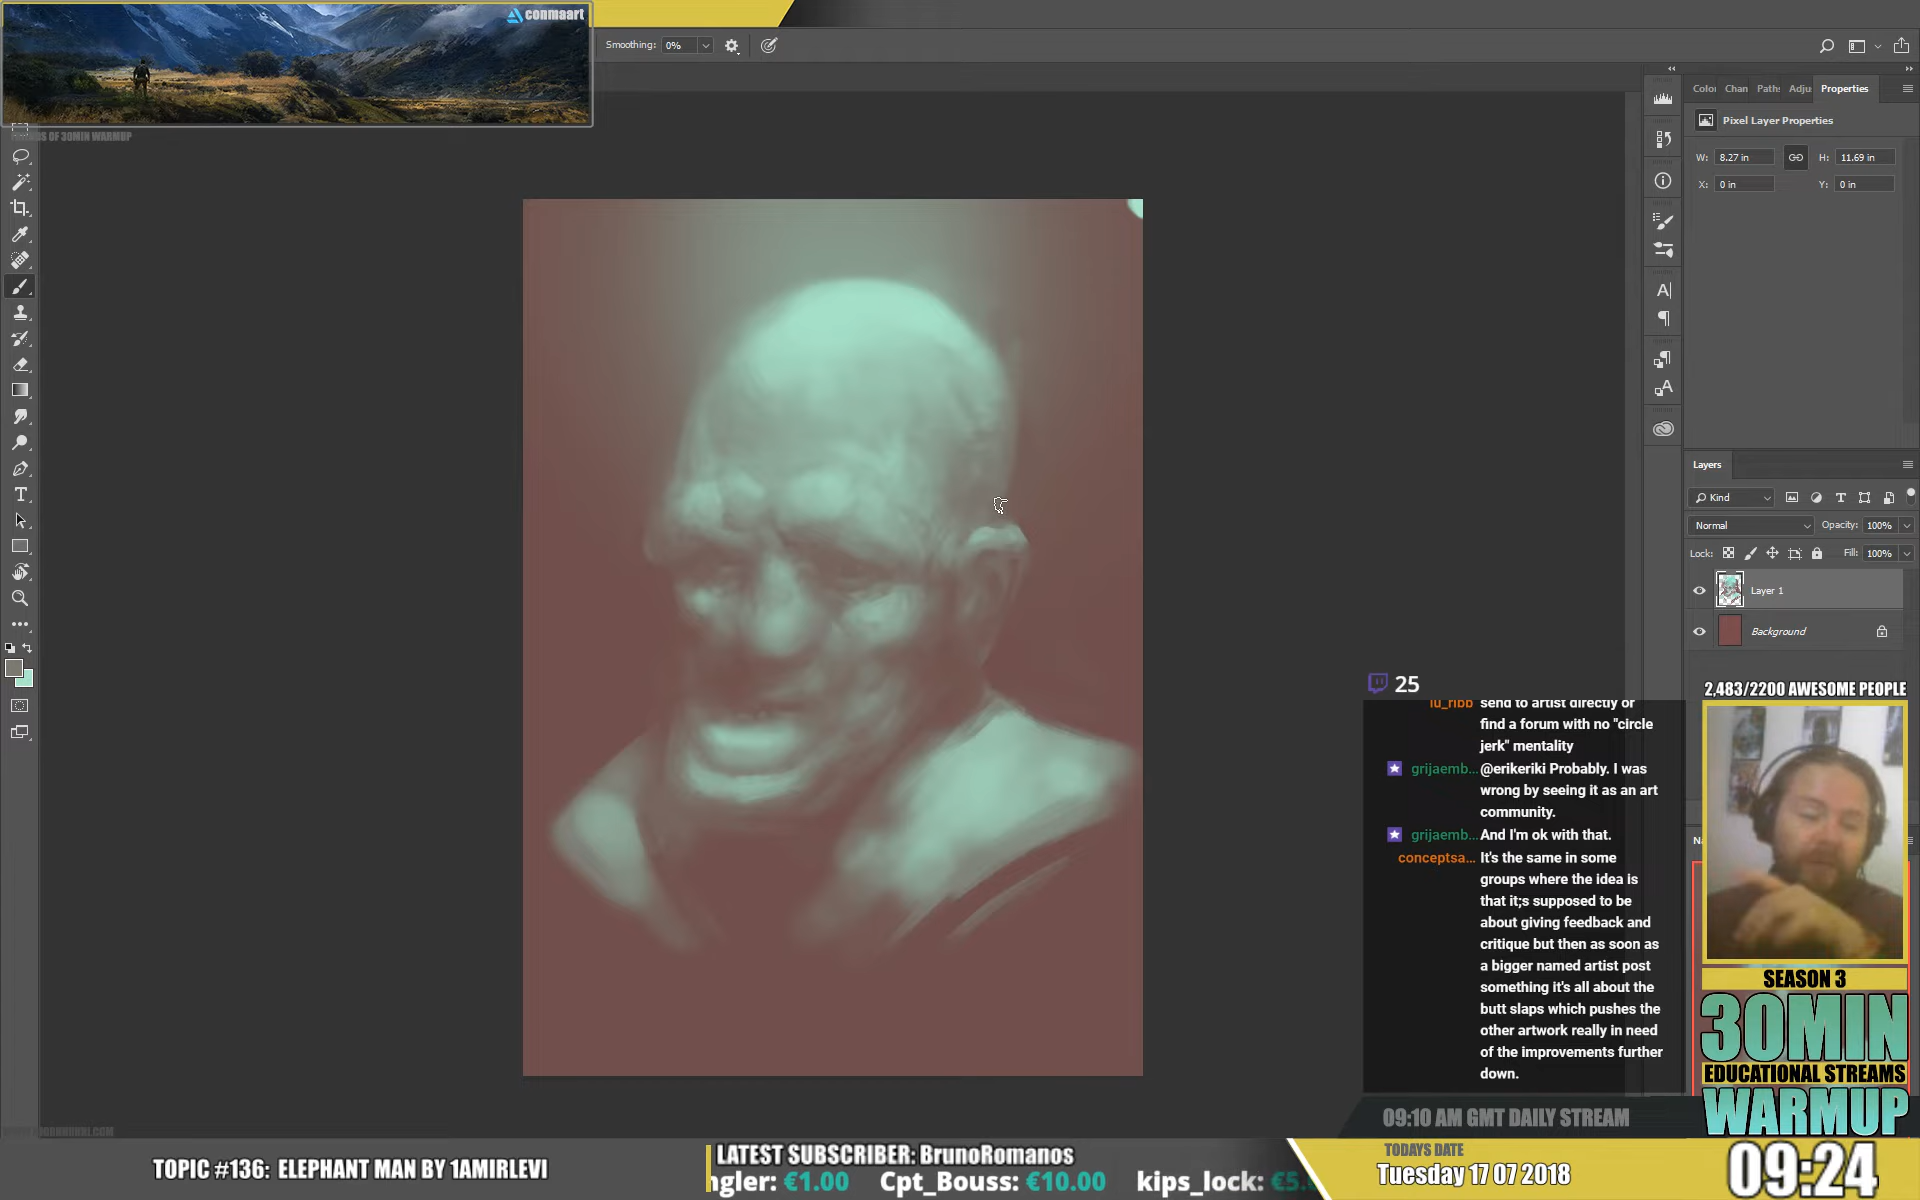 conmaart
Smoothing: 0%
OF 30MIN WARMUP
Colo Chan Paths Adju Properties
Pixel Layer Properties
W: 8.27 in H: 11.69 in
X: 0 in Y: 0 in
Layers
Kind
Normal Opacity: 100%
Lock: Fill: 100%
Layer 1
Background
25
2,483/2200 AWESOME PEOPLE
lu_ribb send to artist directly or
find a forum with no "circle
jerk" mentality
grijaemb... @erikeriki Probably. I was
wrong by seeing it as an art
community.
grijaemb... And I'm ok with that.
conceptsa... It's the same in some
groups where the idea is
that it;s supposed to be
about giving feedback and
critique but then as soon as
a bigger named artist post
something it's all about the
butt slaps which pushes the
other artwork really in need
of the improvements further
down.
SEASON 3
30MIN
EDUCATIONAL STREAMS
WARMUP
09:10 AM GMT DAILY STREAM
TOPIC #136: ELEPHANT MAN BY 1AMIRLEVI
LATEST SUBSCRIBER: BrunoRomanos
ngler: €1.00 Cpt_Bouss: €10.00 kips_lock: €5.
TODAYS DATE
Tuesday 17 07 2018
09:24